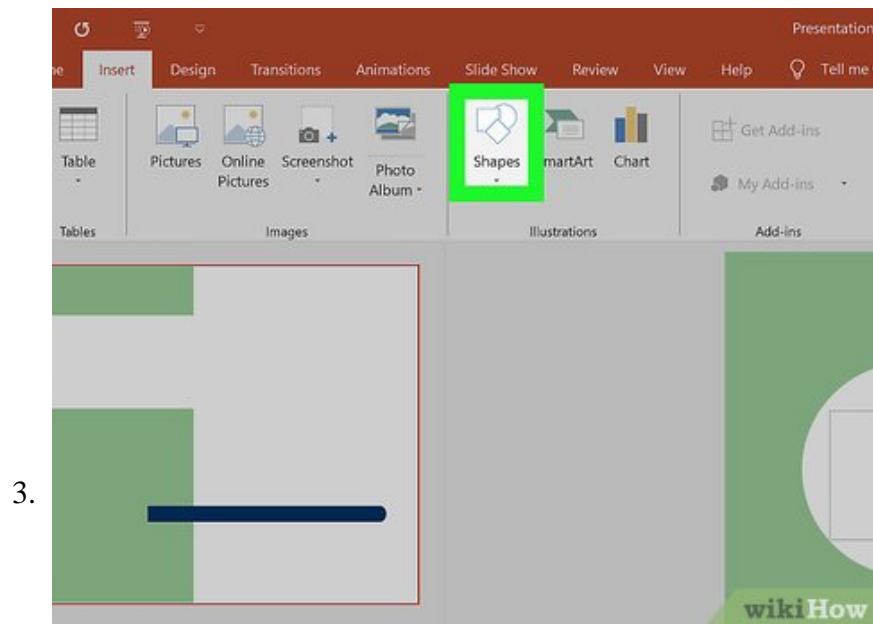 Presentation
Insert Design Transitions Animations Slide Show Review View Help Tell me
Table Pictures Online Pictures Screenshot Photo Album Shapes martArt Chart Get Add-ins
My Add-ins
Tables Images Illustrations Add-ins
3.
wikiHow